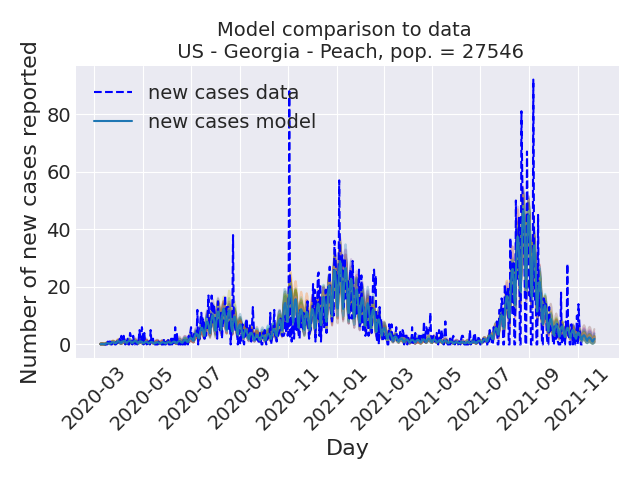 Model comparison to data
US - Georgia - Peach, pop. = 27546
Number of new cases reported
80
60
40
20
0
new cases data
new cases model
2020-03
2020-05
2020-07
2020-09
2020-11
2021-01
2021-03
2021-05
2021-07
2021-09
2021-11
Day